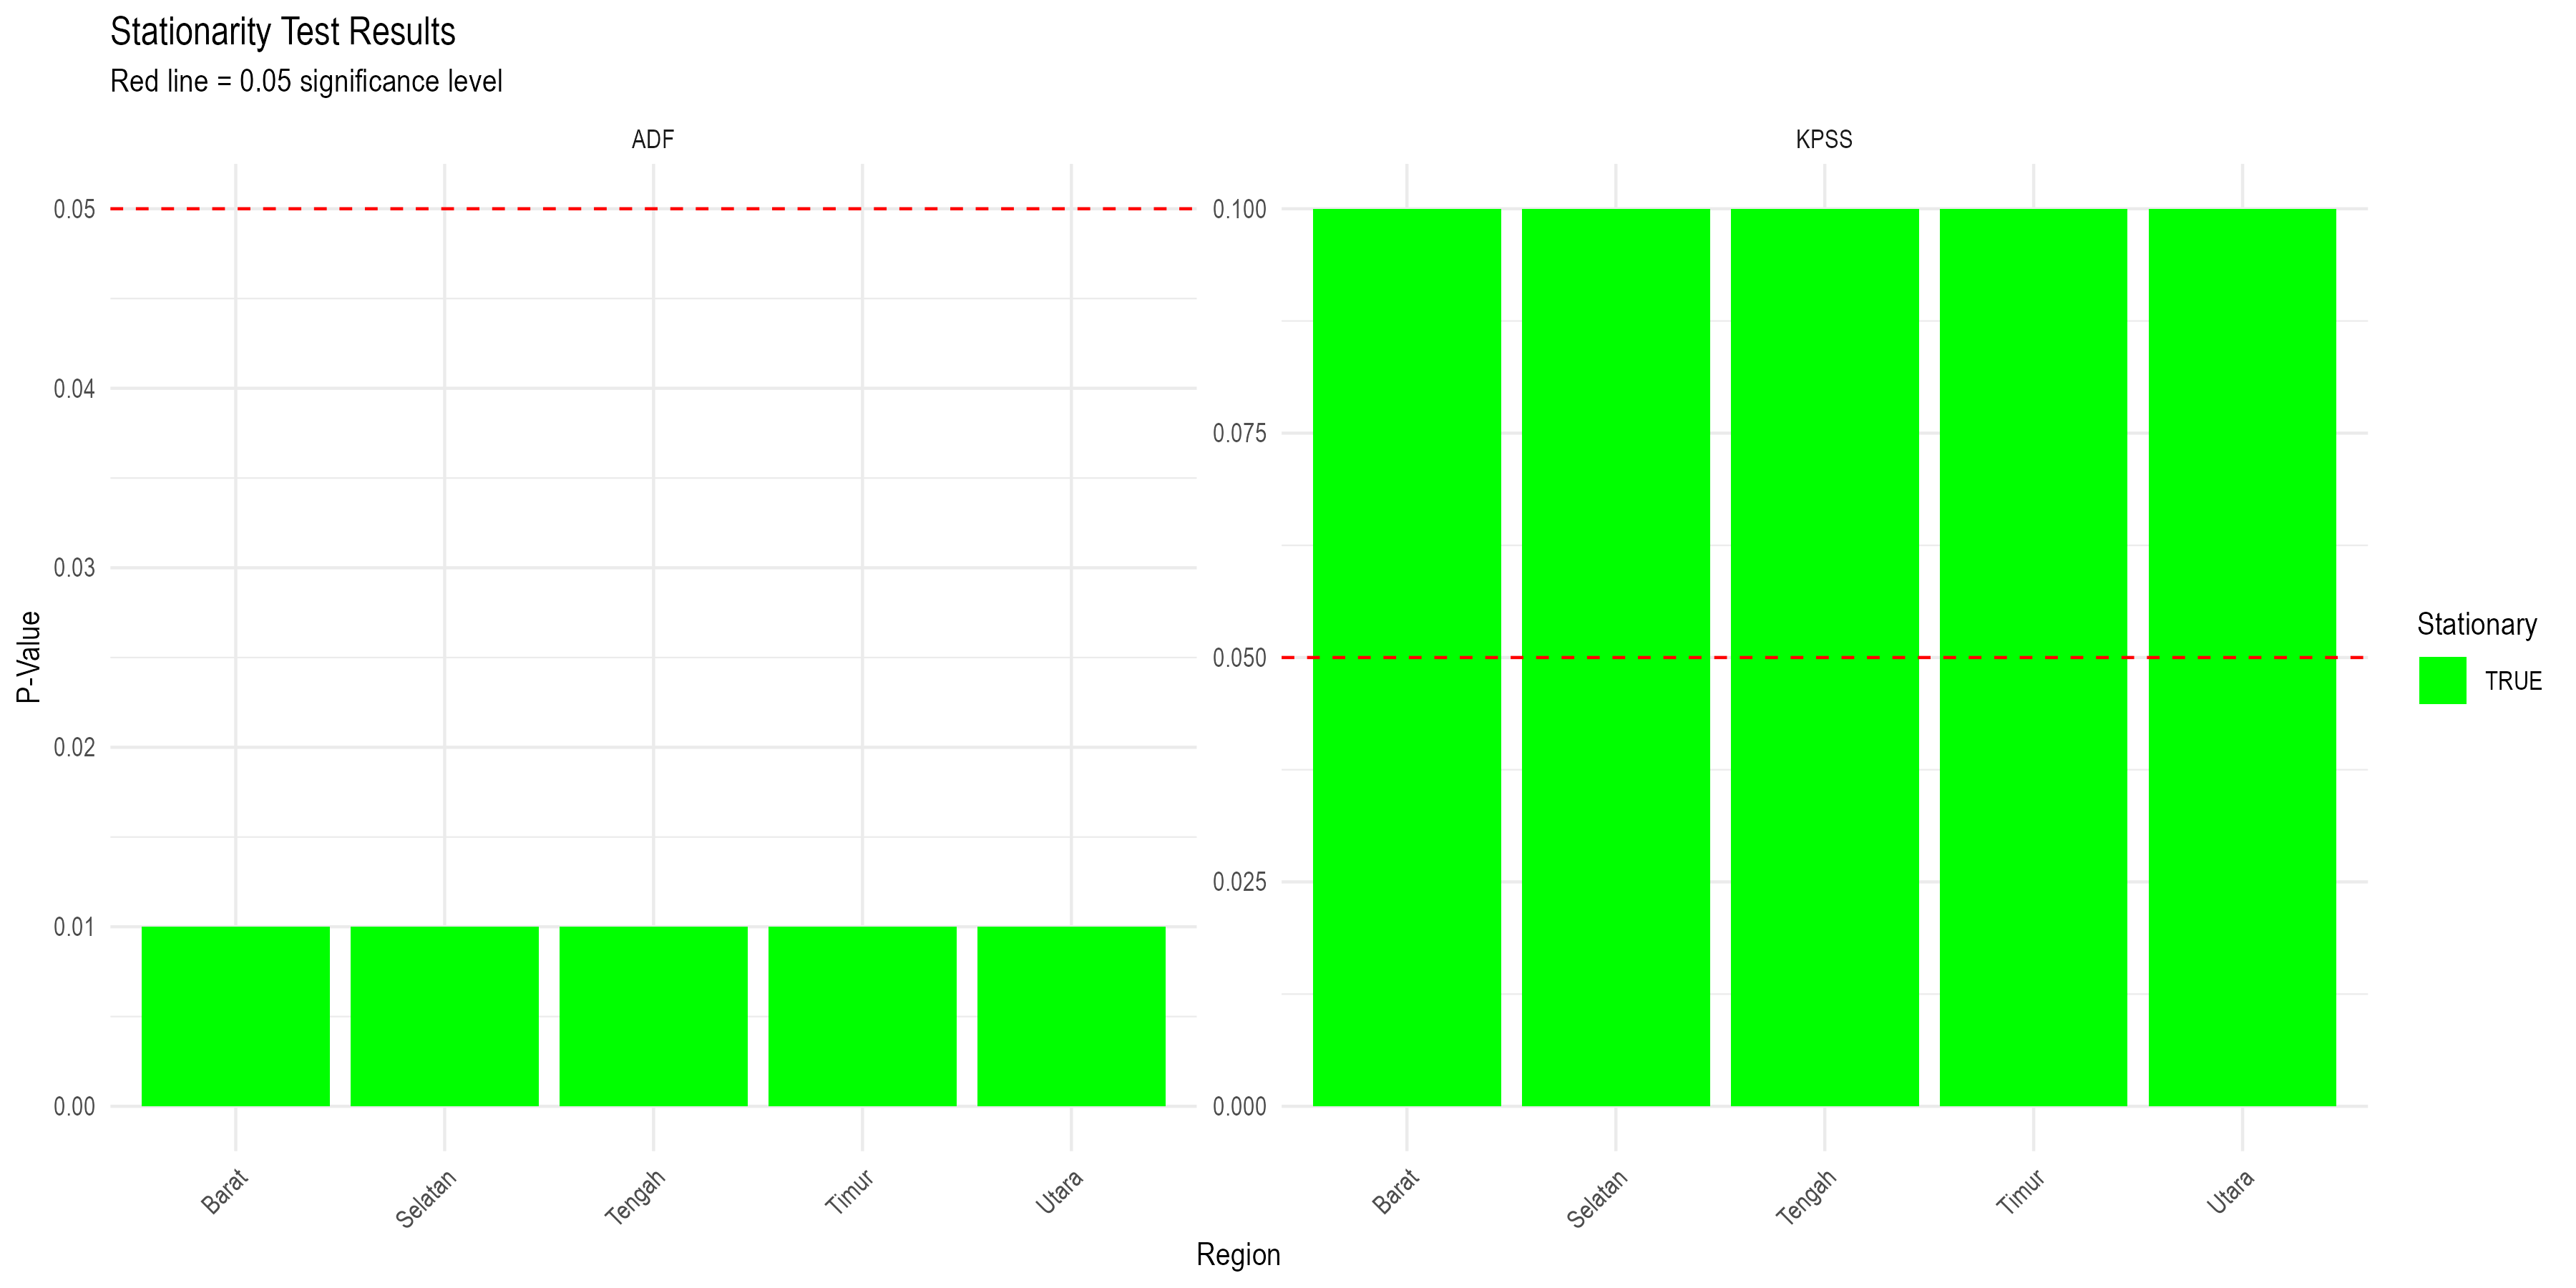 Stationarity Test Results
Red line = 0.05 significance level
ADF
KPSS
P-Value
0.05
0.04
0.03
0.02
0.01
0.00
0.100
0.075
0.050
0.025
0.000
Barat
Selatan
Tengah
Timur
Utara
Barat
Selatan
Tengah
Timur
Utara
Region
Stationary
TRUE